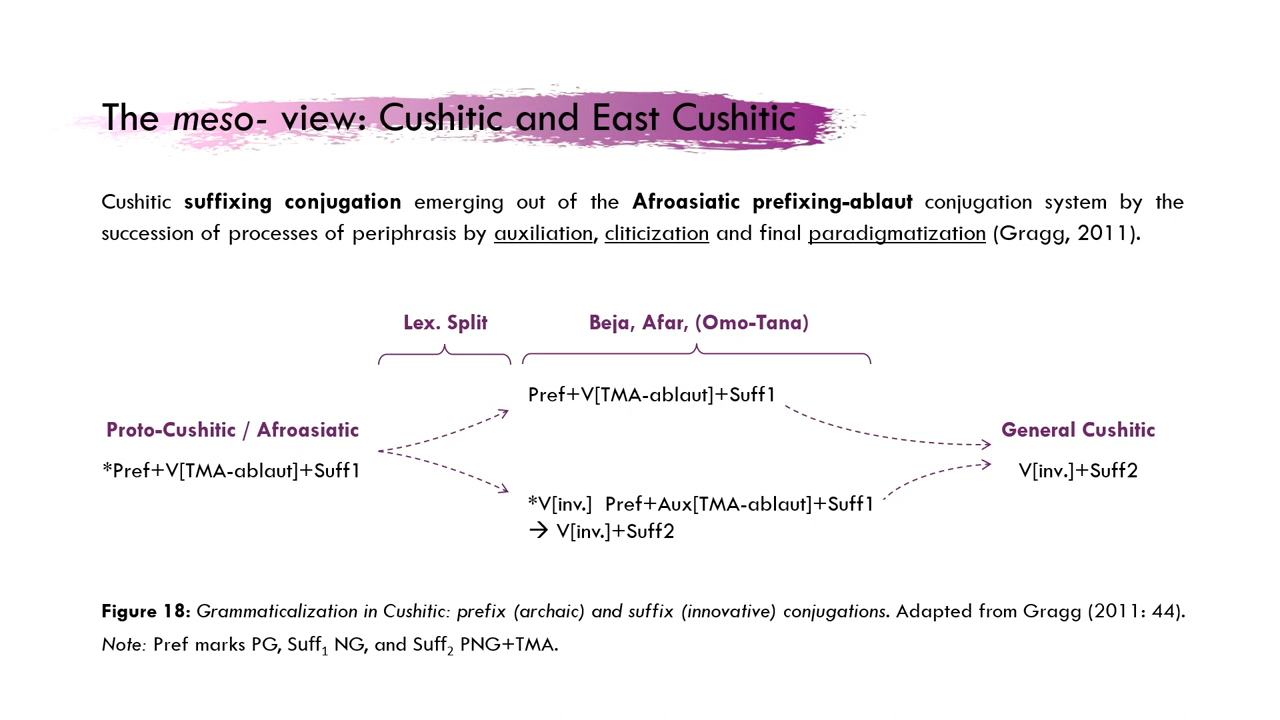 The meso- view: Cushitic and East Cushitic
Cushitic suffixing conjugation emerging out of the Afroasiatic prefixing-ablaut conjugation system by the
succession of processes of periphrasis by auxiliation, cliticization and final paradigmatization (Gragg, 2011).
Lex. Split
Beja, Afar, (Omo-Tana)
Pref+V[TMA-ablaut]+Suff1
Proto-Cushitic / Afroasiatic
*Pref+V[TMA-ablaut]+Suff1
*V[inv.]  Pref+Aux[TMA-ablaut]+Suff1
→ V[inv.]+Suff2
General Cushitic
V[inv.]+Suff2
Figure 18: Grammaticalization in Cushitic: prefix (archaic) and suffix (innovative) conjugations. Adapted from Gragg (2011: 44).
Note: Pref marks PG, Suff₁ NG, and Suff₂ PNG+TMA.